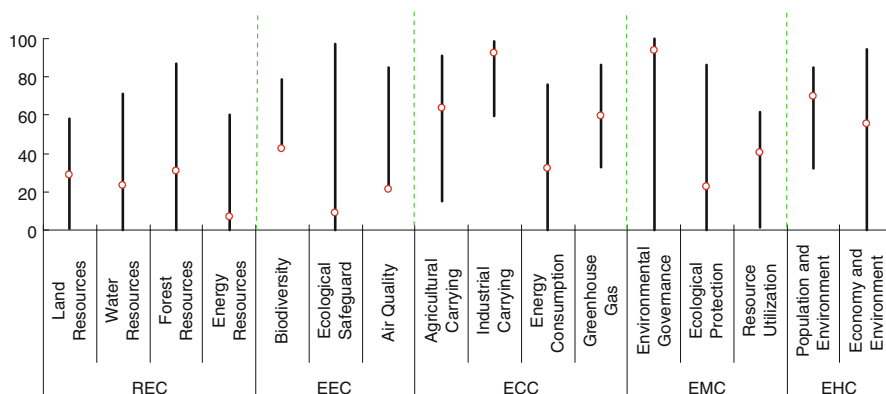 100
80
60
40
20
0
Land
Resources
Water
Resources
Forest
Resources
Energy
Resources
Biodiversity
Ecological
Safeguard
Air Quality
Agricultural
Carrying
Industrial
Carrying
Energy
Consumption
Greenhouse
Gas
Environmental
Governance
Ecological
Protection
Resource
Utilization
Population and
Environment
Economy and
Environment
REC
EEC
ECC
EMC
EHC